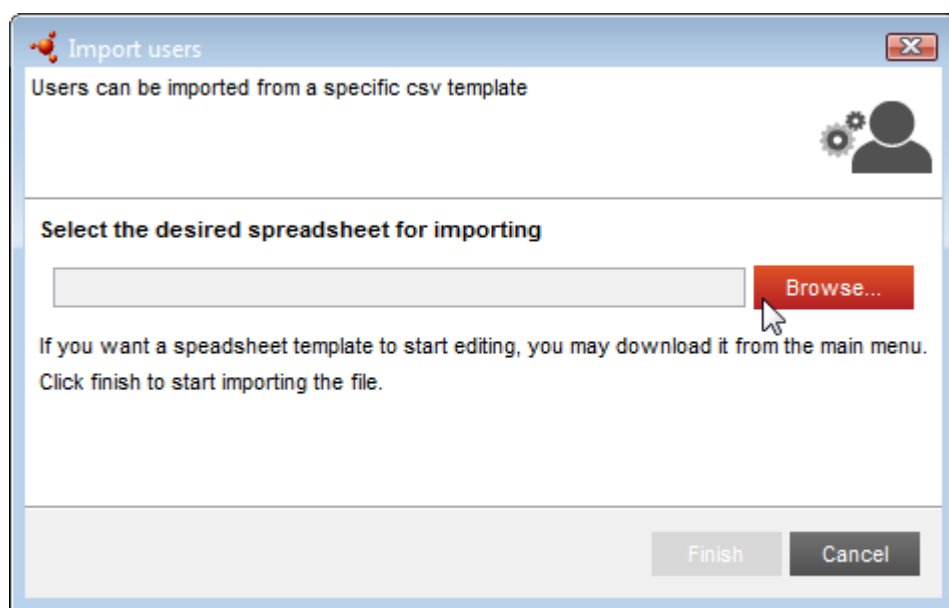 Import users
Users can be imported from a specific csv template
Select the desired spreadsheet for importing
Browse...
If you want a speadsheet template to start editing, you may download it from the main menu.
Click finish to start importing the file.
Finish
Cancel